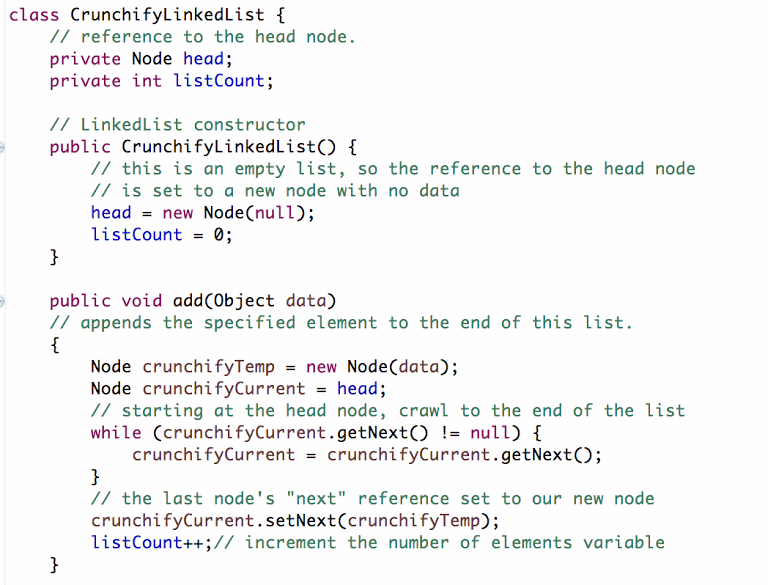 class CrunchifyLinkedList {
    // reference to the head node.
    private Node head;
    private int listCount;

    // LinkedList constructor
    public CrunchifyLinkedList() {
        // this is an empty list, so the reference to the head node
        // is set to a new node with no data
        head = new Node(null);
        listCount = 0;
    }

    public void add(Object data)
    // appends the specified element to the end of this list.
    {
        Node crunchifyTemp = new Node(data);
        Node crunchifyCurrent = head;
        // starting at the head node, crawl to the end of the list
        while (crunchifyCurrent.getNext() != null) {
            crunchifyCurrent = crunchifyCurrent.getNext();
        }
        // the last node's "next" reference set to our new node
        crunchifyCurrent.setNext(crunchifyTemp);
        listCount++;// increment the number of elements variable
    }